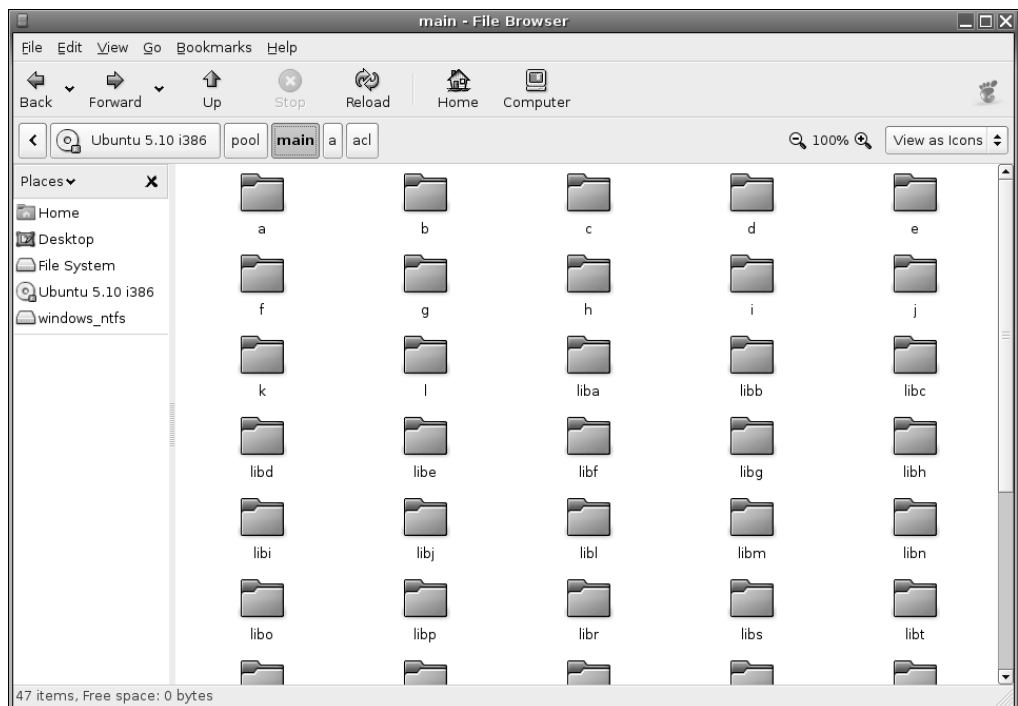 main - File Browser
File Edit View Go Bookmarks Help
Back Forward Up Stop Reload Home Computer
Ubuntu 5.10 i386 pool main a acl 100% View as Icons
Places
Home
Desktop
File System
Ubuntu 5.10 i386
windows_ntfs
a b c d e
f g h i j
k l liba libb libc
libd libe libf libg libh
libi libj libl libm libn
libo libp libr libs libt
47 items, Free space: 0 bytes